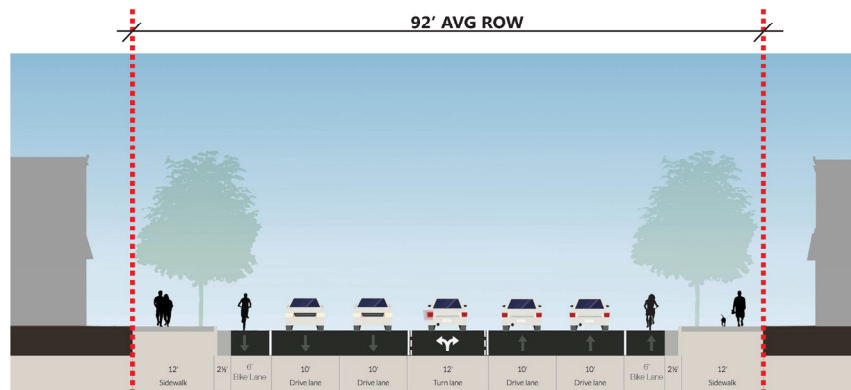 92' AVG ROW
12'
Sidewalk
2½'
6'
Bike Lane
10'
Drive lane
10'
Drive lane
12'
Turn lane
10'
Drive lane
10'
Drive lane
6'
Bike Lane
2½'
12'
Sidewalk